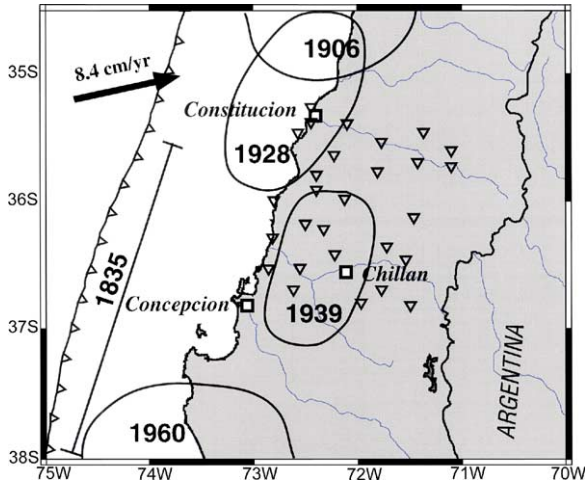 1906
35S
8.4 cm/yr
Constitucion
1928
36S
1835
Chillan
Concepcion
1939
37S
ARGENTINA
1960
38S
75W 74W 73W 72W 71W 70W